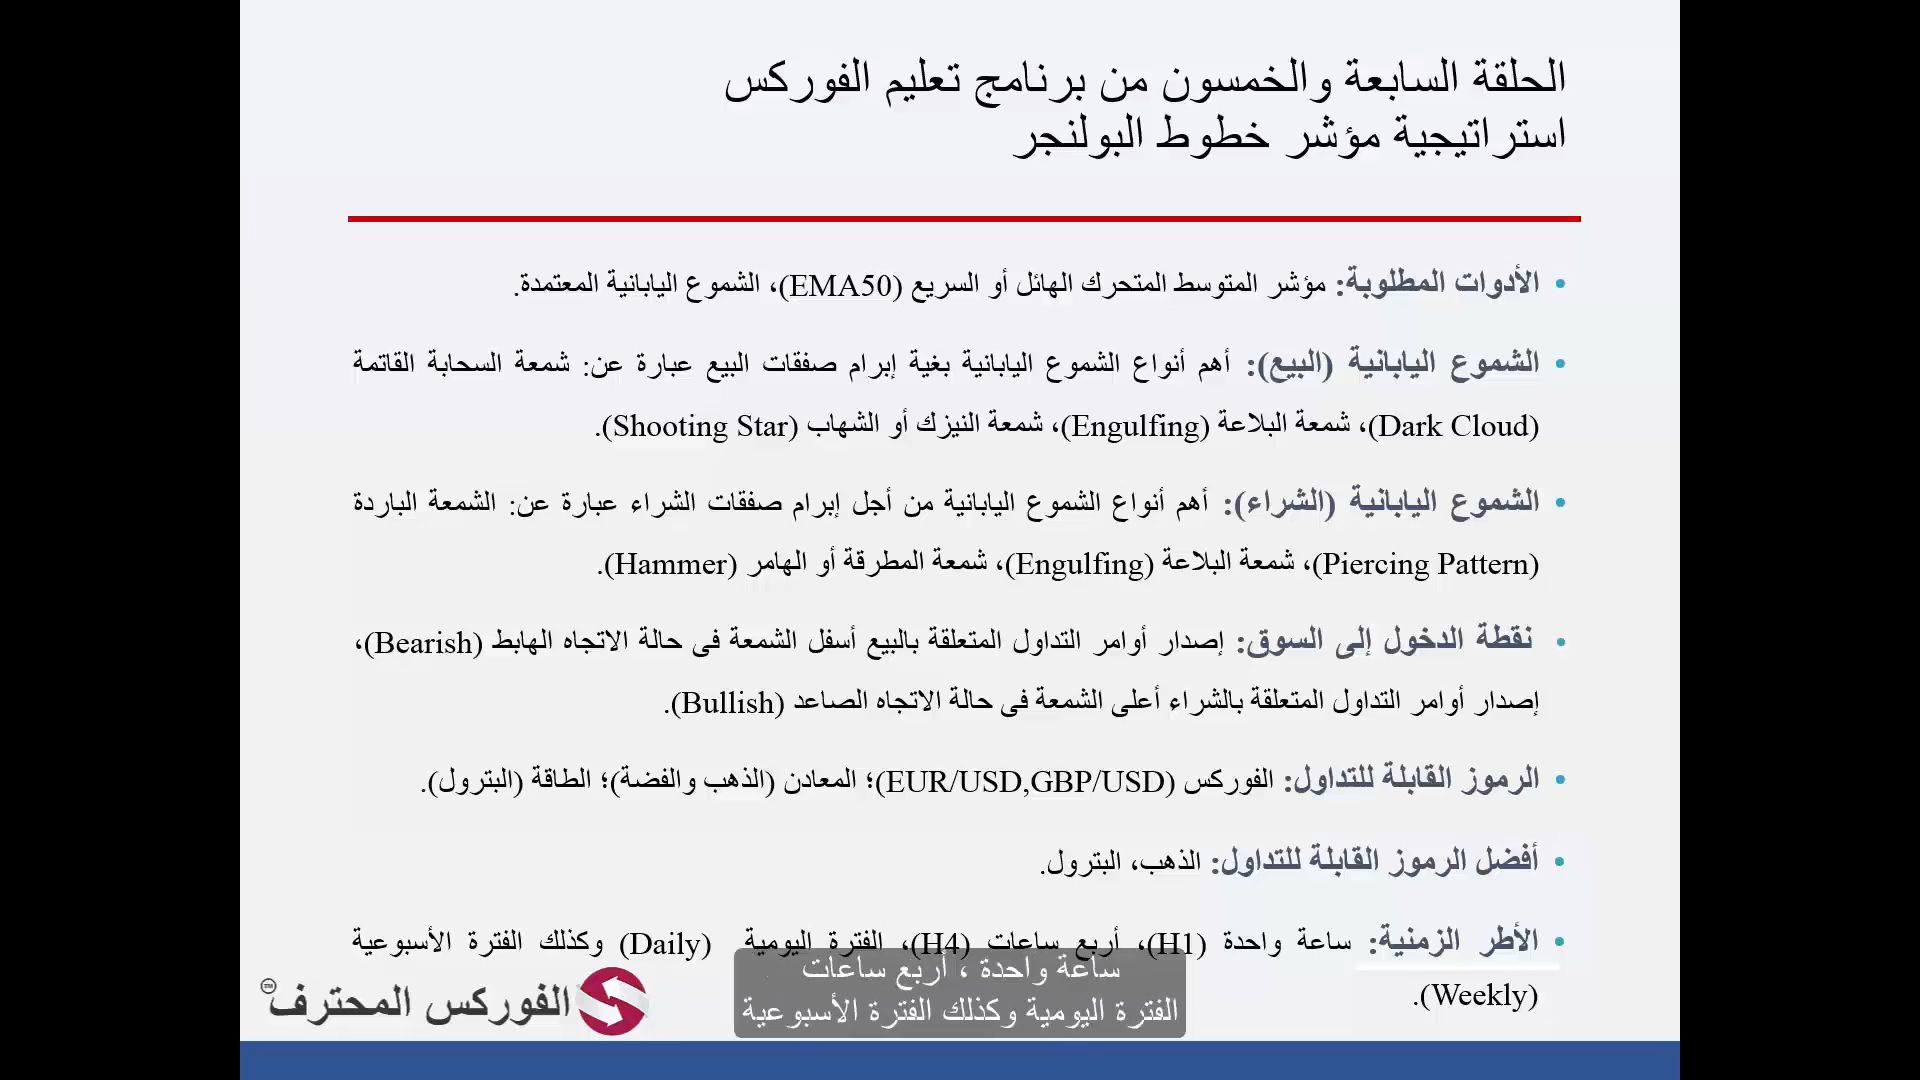 الحلقة السابعة والخمسون من برنامج تعليم الفوركس
استراتيجية مؤشر خطوط البولنجر
• الأدوات المطلوبة: مؤشر المتوسط المتحرك الهائل أو السريع (EMA50)، الشموع اليابانية المعتمدة.
• الشموع اليابانية (البيع): أهم أنواع الشموع اليابانية بغية إبرام صفقات البيع عبارة عن: شمعة السحابة القاتمة
(Dark Cloud)، شمعة البلاعة (Engulfing)، شمعة النيزك أو الشهاب (Shooting Star).
• الشموع اليابانية (الشراء): أهم أنواع الشموع اليابانية من أجل إبرام صفقات الشراء عبارة عن: الشمعة الباردة
(Piercing Pattern)، شمعة البلاعة (Engulfing)، شمعة المطرقة أو الهامر (Hammer).
• نقطة الدخول إلى السوق: إصدار أوامر التداول المتعلقة بالبيع أسفل الشمعة فى حالة الاتجاه الهابط (Bearish)،
إصدار أوامر التداول المتعلقة بالشراء أعلى الشمعة فى حالة الاتجاه الصاعد (Bullish).
• الرموز القابلة للتداول: الفوركس (EUR/USD,GBP/USD)؛ المعادن (الذهب والفضة)؛ الطاقة (البترول).
• أفضل الرموز القابلة للتداول: الذهب، البترول.
• الأطر الزمنية: ساعة واحدة (H1)، أربع ساعات (H4)، الفترة اليومية (Daily) وكذلك الفترة الأسبوعية
(Weekly).
ساعة واحدة ، أربع ساعات
الفترة اليومية وكذلك الفترة الأسبوعية
الفوركس المحترف